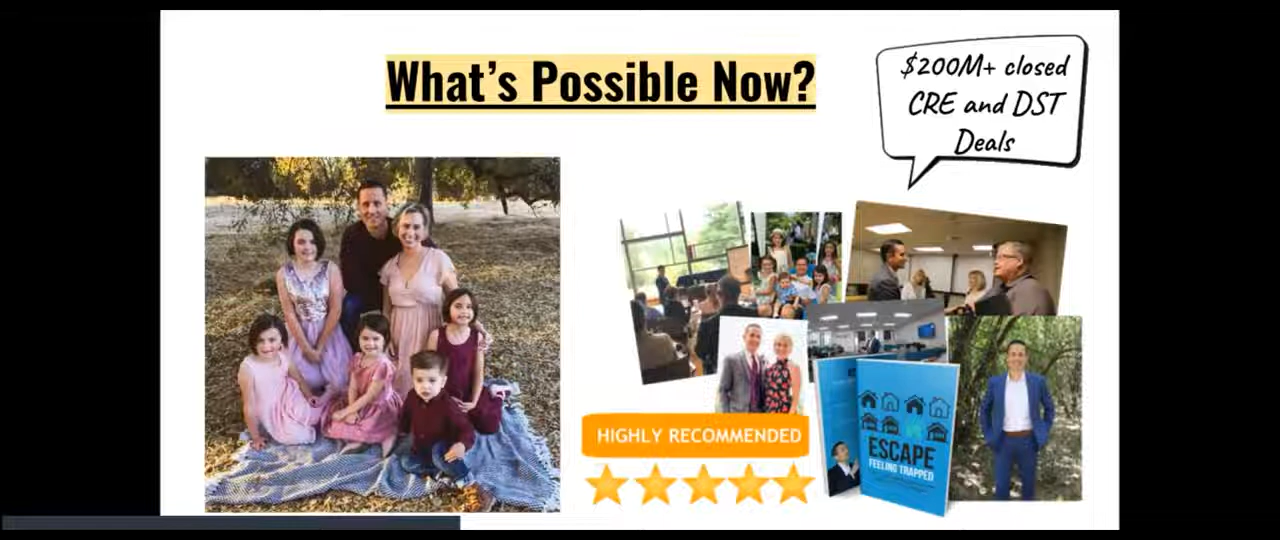 What's Possible Now?
$200M+ closed
CRE and DST
Deals
HIGHLY RECOMMENDED
ESCAPE
FEELING TRAPPED